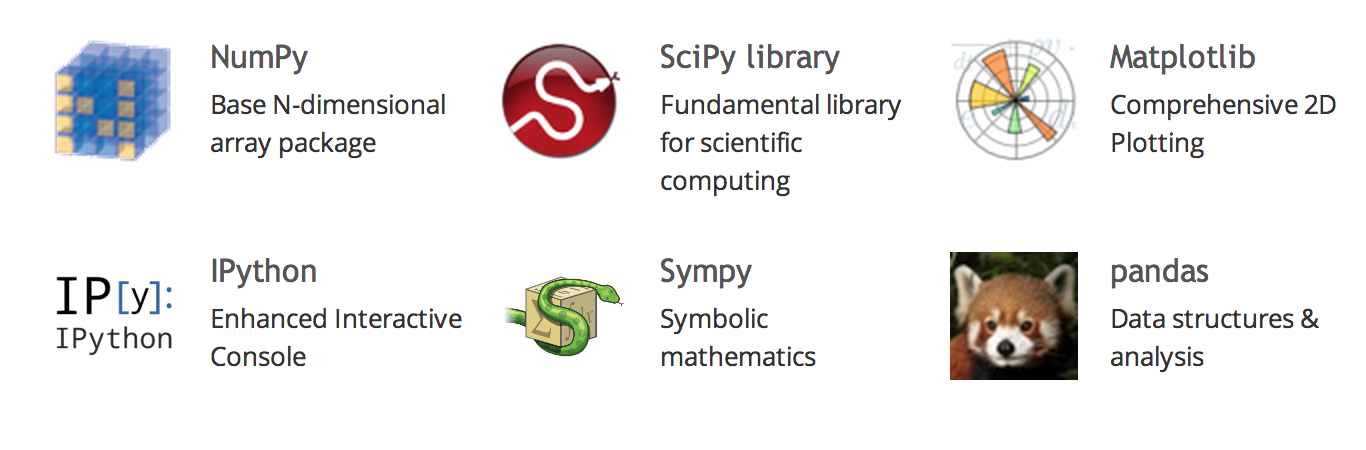 NumPy
Base N-dimensional
array package
SciPy library
Fundamental library
for scientific
computing
Matplotlib
Comprehensive 2D
Plotting
IP[y]:
IPython
IPython
Enhanced Interactive
Console
Sympy
Symbolic
mathematics
pandas
Data structures &
analysis